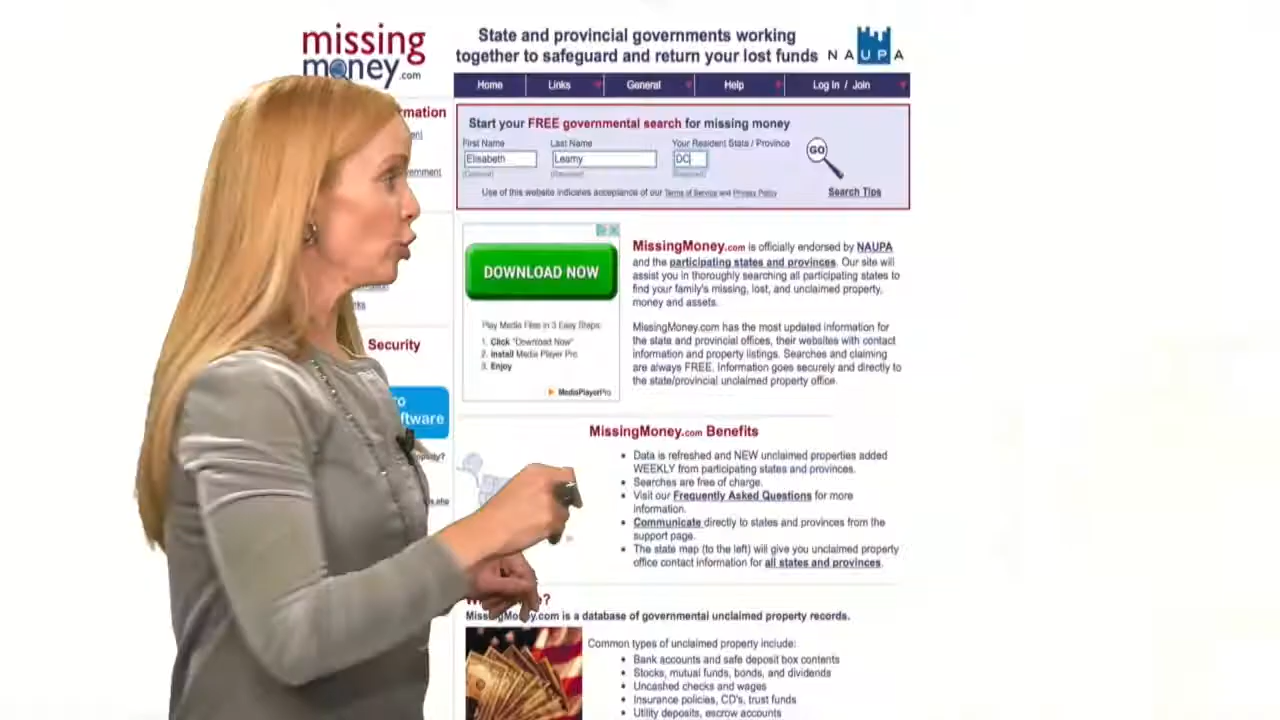 missing
money.com
State and provincial governments working
together to safeguard and return your lost funds
NAUPA
Home
Links
General
Help
Log In / Join
Start your FREE governmental search for missing money
First Name
Last Name
Your Resident State / Province
Elisabeth
Leamy
DC
GO
Use of this website indicates acceptance of our Terms of Service and Privacy Policy
Search Tips
DOWNLOAD NOW
Play Media Files in 3 Easy Steps:
1. Click "Download Now"
2. Install Media Player Pro
3. Enjoy
MediaPlayerPro
Security
MissingMoney.com is officially endorsed by NAUPA
and the participating states and provinces. Our site will
assist you in thoroughly searching all participating states to
find your family's missing, lost, and unclaimed property,
money and assets.
MissingMoney.com has the most updated information for
the state and provincial offices, their websites with contact
information and property listings. Searches and claiming
are always FREE. Information goes securely and directly to
the state/provincial unclaimed property office.
MissingMoney.com Benefits
• Data is refreshed and NEW unclaimed properties added
WEEKLY from participating states and provinces.
• Searches are free of charge.
• Visit our Frequently Asked Questions for more
information.
• Communicate directly to states and provinces from the
support page.
• The state map (to the left) will give you unclaimed property
office contact information for all states and provinces.
MissingMoney.com is a database of governmental unclaimed property records.
Common types of unclaimed property include:
• Bank accounts and safe deposit box contents
• Stocks, mutual funds, bonds, and dividends
• Uncashed checks and wages
• Insurance policies, CD's, trust funds
• Utility deposits, escrow accounts